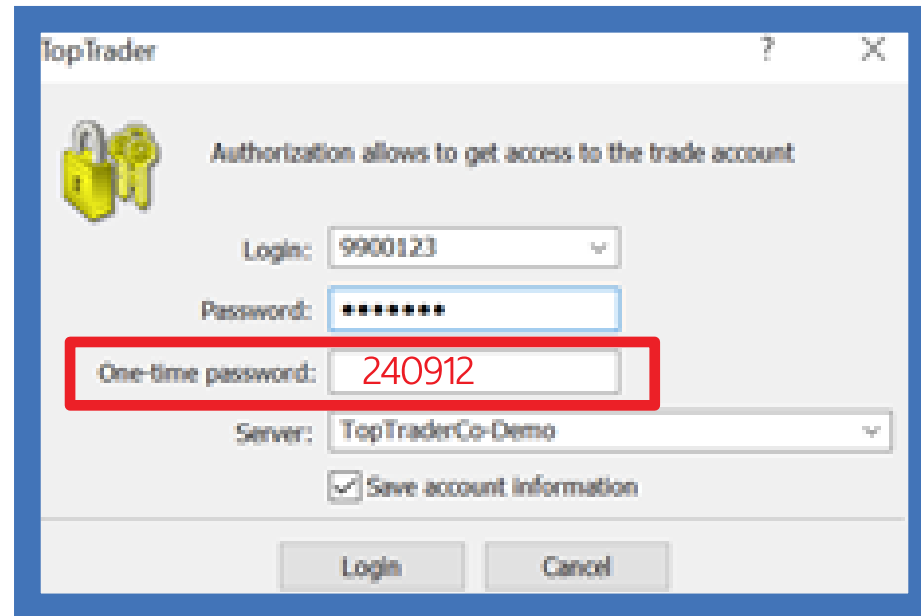 TopTrader ?
Authorization allows to get access to the trade account
Login: 9900123
Password: •••••••
One-time password: 240912
Server: TopTraderCo-Demo
Save account information
Login Cancel